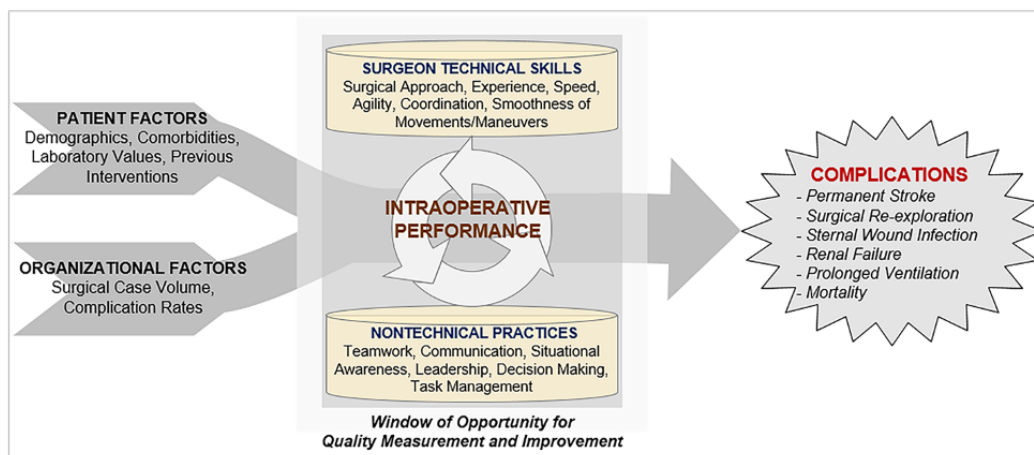 PATIENT FACTORS
Demographics, Comorbidities,
Laboratory Values, Previous
Interventions
ORGANIZATIONAL FACTORS
Surgical Case Volume,
Complication Rates
SURGEON TECHNICAL SKILLS
Surgical Approach, Experience, Speed,
Agility, Coordination, Smoothness of
Movements/Maneuvers
INTRAOPERATIVE
PERFORMANCE
NONTECHNICAL PRACTICES
Teamwork, Communication, Situational
Awareness, Leadership, Decision Making,
Task Management
Window of Opportunity for
Quality Measurement and Improvement
COMPLICATIONS
- Permanent Stroke
- Surgical Re-exploration
- Sternal Wound Infection
- Renal Failure
- Prolonged Ventilation
- Mortality